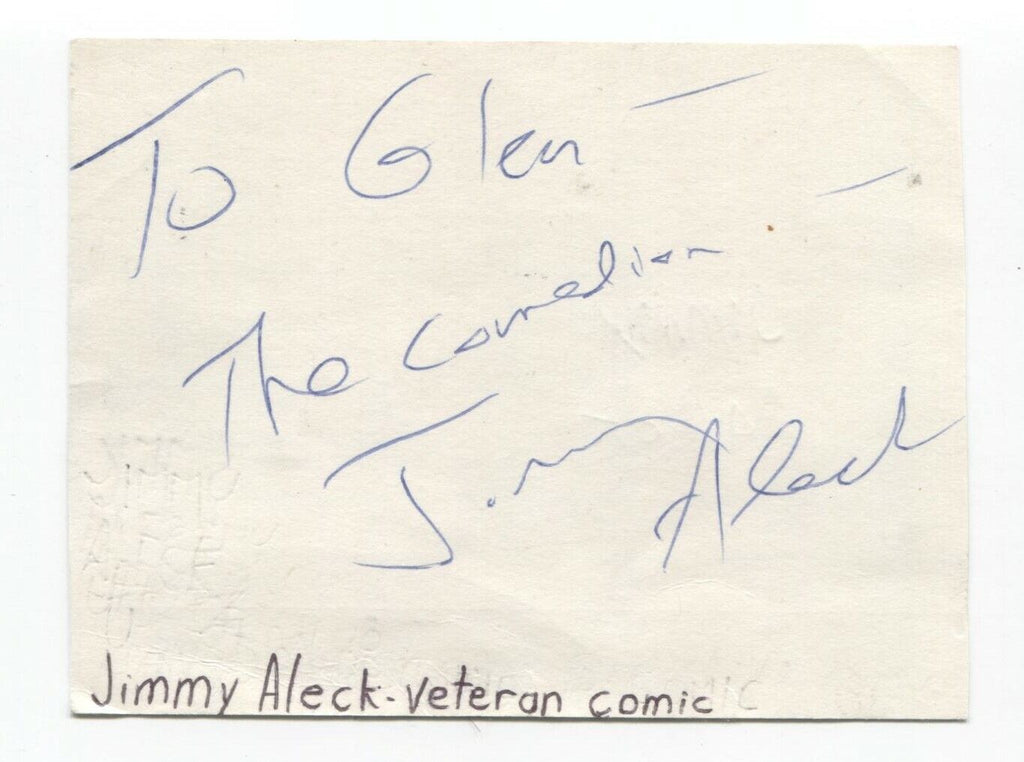 To Glen —
The Comedian —
Jimmy Aleck
Jimmy Aleck-veteran comic